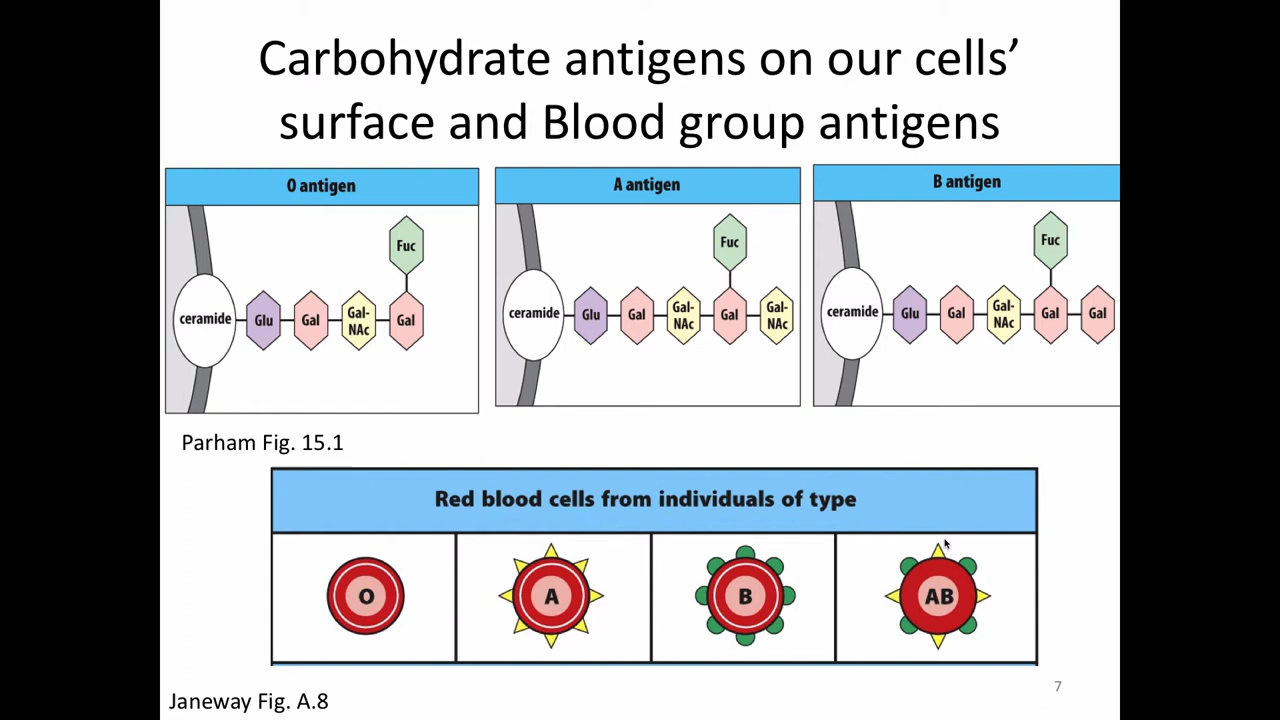 Carbohydrate antigens on our cells’
surface and Blood group antigens
O antigen
ceramide
Glu
Gal
Gal-
NAc
Gal
Fuc
A antigen
ceramide
Glu
Gal
Gal-
NAc
Gal
Fuc
Gal-
NAc
B antigen
ceramide
Glu
Gal
Gal-
NAc
Gal
Fuc
Gal
Parham Fig. 15.1
Red blood cells from individuals of type
O
A
B
AB
7
Janeway Fig. A.8